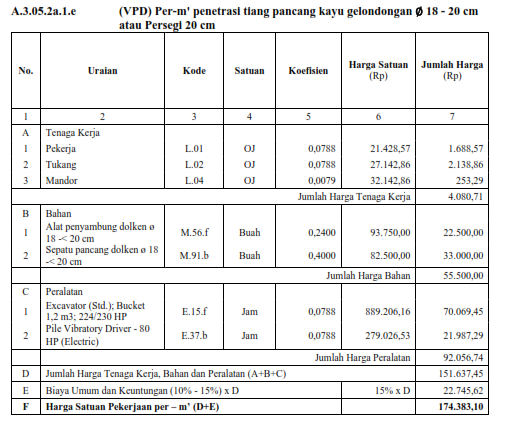 A.3.05.2a.1.e (VPD) Per-m' penetrasi tiang pancang kayu gelondongan Ø 18 - 20 cm
atau Persegi 20 cm
No. Uraian Kode Satuan Koefisien Harga Satuan (Rp) Jumlah Harga (Rp)
1 2 3 4 5 6 7
A Tenaga Kerja
1 Pekerja L.01 OJ 0,0788 21.428,57 1.688,57
2 Tukang L.02 OJ 0,0788 27.142,86 2.138,86
3 Mandor L.04 OJ 0,0079 32.142,86 253,29
Jumlah Harga Tenaga Kerja 4.080,71
B Bahan
1 Alat penyambung dolken ø 18 -< 20 cm M.56.f Buah 0,2400 93.750,00 22.500,00
2 Sepatu pancang dolken ø 18 -< 20 cm M.91.b Buah 0,4000 82.500,00 33.000,00
Jumlah Harga Bahan 55.500,00
C Peralatan
1 Excavator (Std.); Bucket 1,2 m3; 224/230 HP E.15.f Jam 0,0788 889.206,16 70.069,45
2 Pile Vibratory Driver - 80 HP (Electric) E.37.b Jam 0,0788 279.026,53 21.987,29
Jumlah Harga Peralatan 92.056,74
D Jumlah Harga Tenaga Kerja, Bahan dan Peralatan (A+B+C) 151.637,45
E Biaya Umum dan Keuntungan (10% - 15%) x D 15% x D 22.745,62
F Harga Satuan Pekerjaan per – m' (D+E) 174.383,10